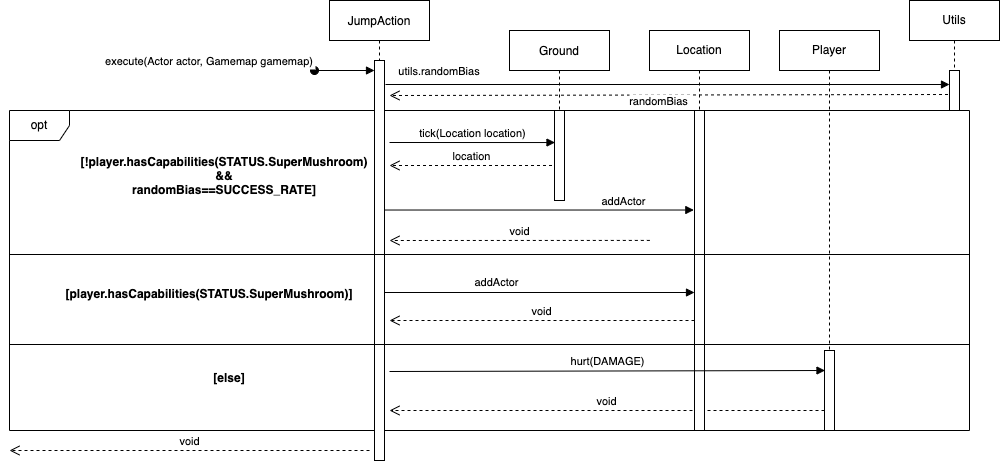 JumpAction
Utils
Ground
Location
Player
execute(Actor actor, Gamemap gamemap)
utils.randomBias
randomBias
opt
tick(Location location)
[!player.hasCapabilities(STATUS.SuperMushroom)
&&
randomBias==SUCCESS_RATE]
location
addActor
void
[player.hasCapabilities(STATUS.SuperMushroom)]
addActor
void
[else]
hurt(DAMAGE)
void
void